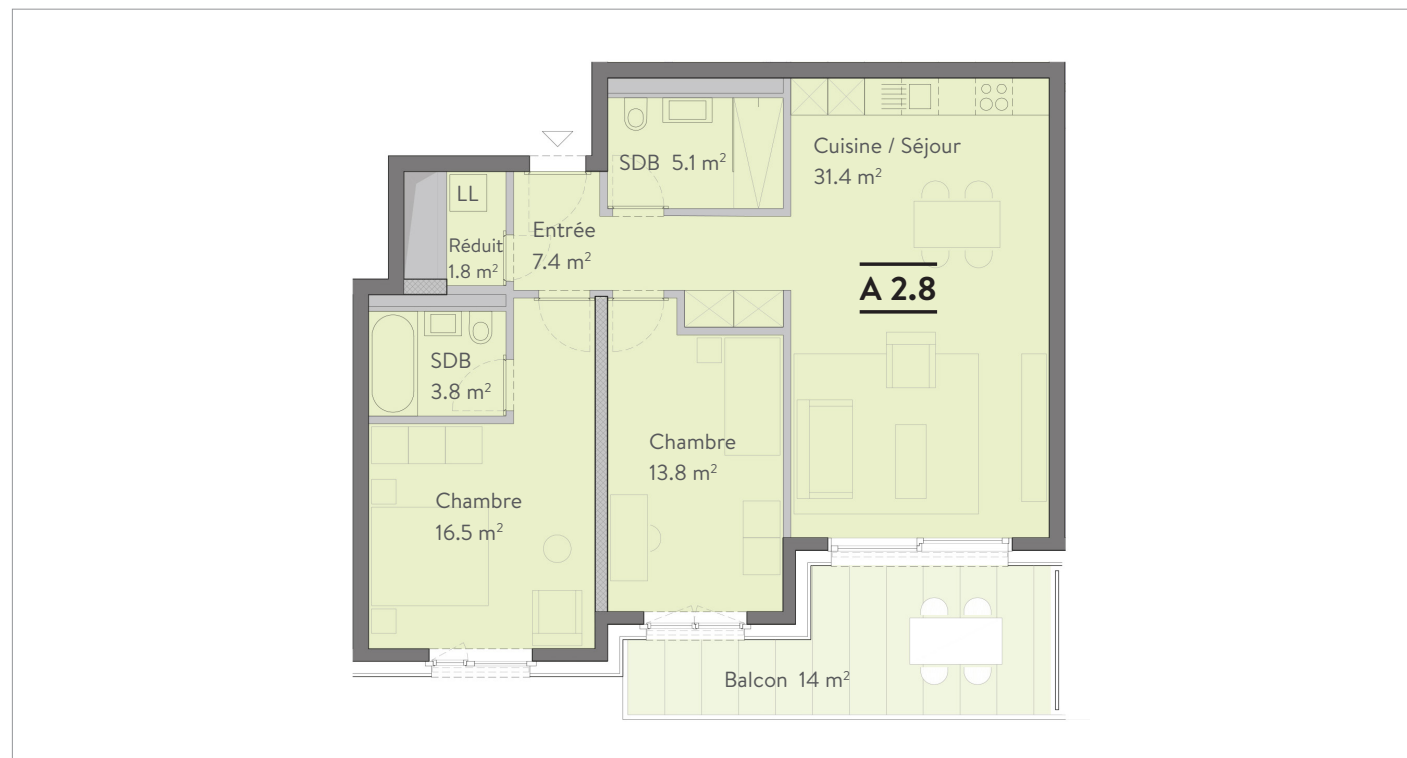 SDB 5.1 m²
Cuisine / Séjour
31.4 m²
LL
Réduit
1.8 m²
Entrée
7.4 m²
A 2.8
SDB
3.8 m²
Chambre
13.8 m²
Chambre
16.5 m²
Balcon 14 m²